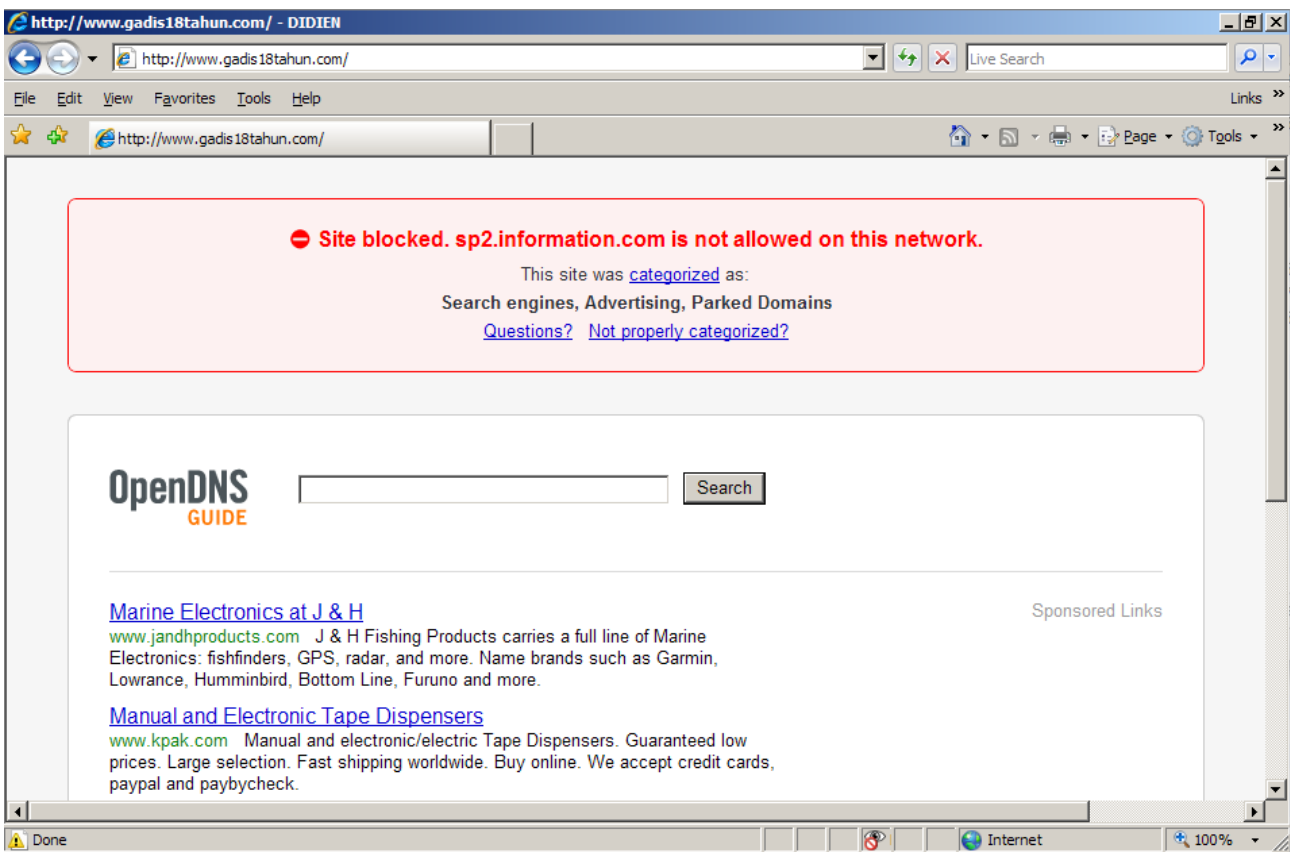 http://www.gadis18tahun.com/ - DIDIEN
http://www.gadis18tahun.com/
Live Search
File Edit View Favorites Tools Help
Links »
http://www.gadis18tahun.com/
Page Tools »
Site blocked. sp2.information.com is not allowed on this network.
This site was categorized as:
Search engines, Advertising, Parked Domains
Questions? Not properly categorized?
OpenDNS
GUIDE
Search
Marine Electronics at J & H
Sponsored Links
www.jandhproducts.com J & H Fishing Products carries a full line of Marine
Electronics: fishfinders, GPS, radar, and more. Name brands such as Garmin,
Lowrance, Humminbird, Bottom Line, Furuno and more.
Manual and Electronic Tape Dispensers
www.kpak.com Manual and electronic/electric Tape Dispensers. Guaranteed low
prices. Large selection. Fast shipping worldwide. Buy online. We accept credit cards,
paypal and paybycheck.
Done
Internet
100%